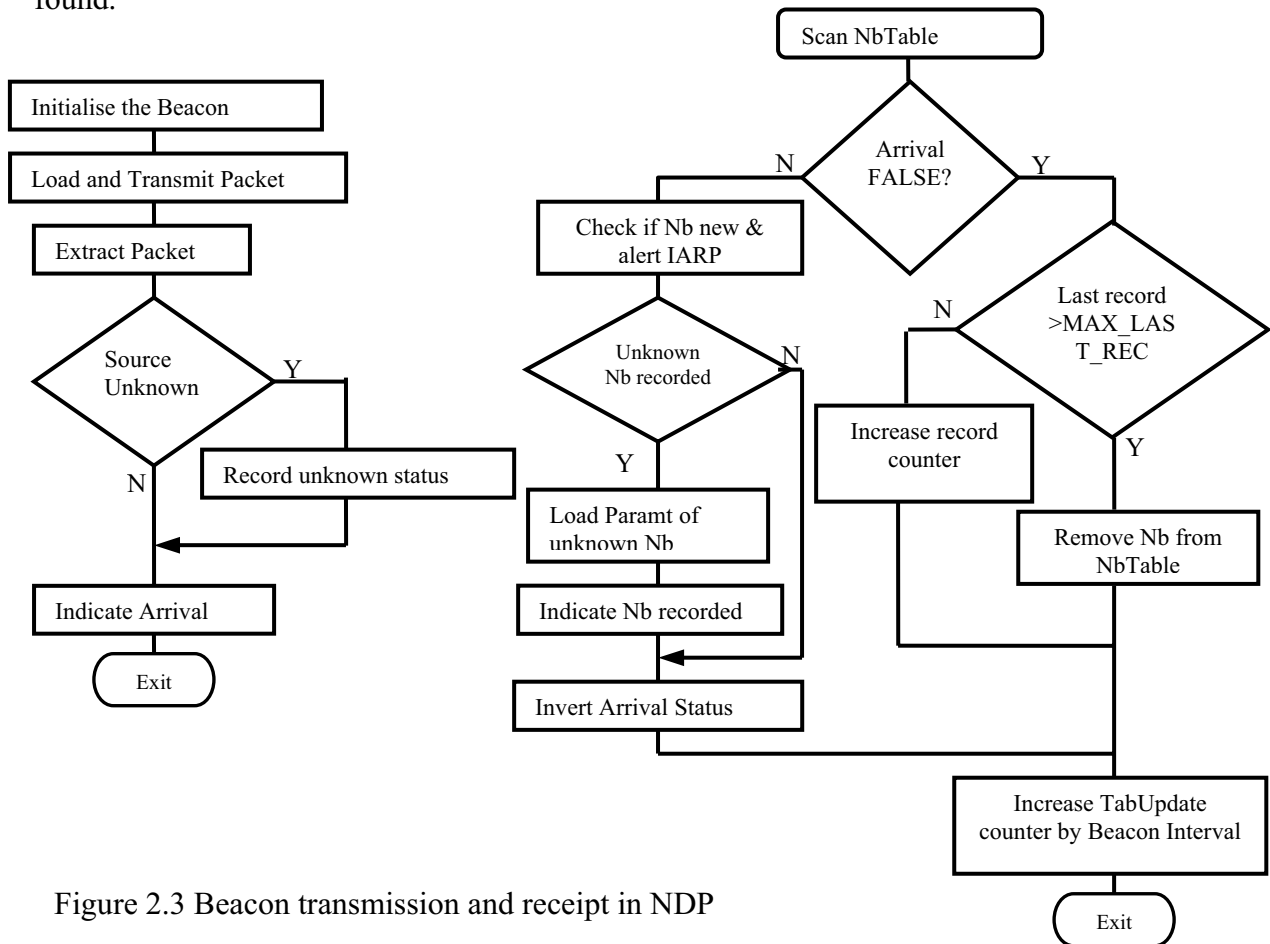 found.
Initialise the Beacon
Load and Transmit Packet
Extract Packet
Source
Unknown
Y
N
Record unknown status
Indicate Arrival
Exit
Scan NbTable
Arrival
FALSE?
N
Y
Check if Nb new &
alert IARP
Unknown
Nb recorded
N
Y
Load Paramt of
unknown Nb
Indicate Nb recorded
Invert Arrival Status
Last record
>MAX_LAS
T_REC
N
Y
Increase record
counter
Remove Nb from
NbTable
Increase TabUpdate
counter by Beacon Interval
Exit
Figure 2.3 Beacon transmission and receipt in NDP